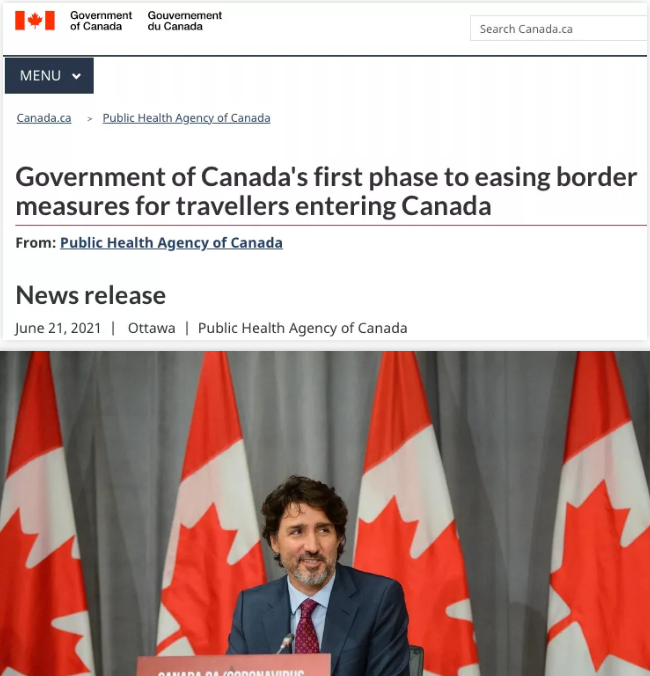 Government
of Canada
Gouvernement
du Canada
Search Canada.ca
MENU
Canada.ca > Public Health Agency of Canada
Government of Canada's first phase to easing border
measures for travellers entering Canada
From: Public Health Agency of Canada
News release
June 21, 2021 | Ottawa | Public Health Agency of Canada
CANADA.CA/CORONAVIRUS